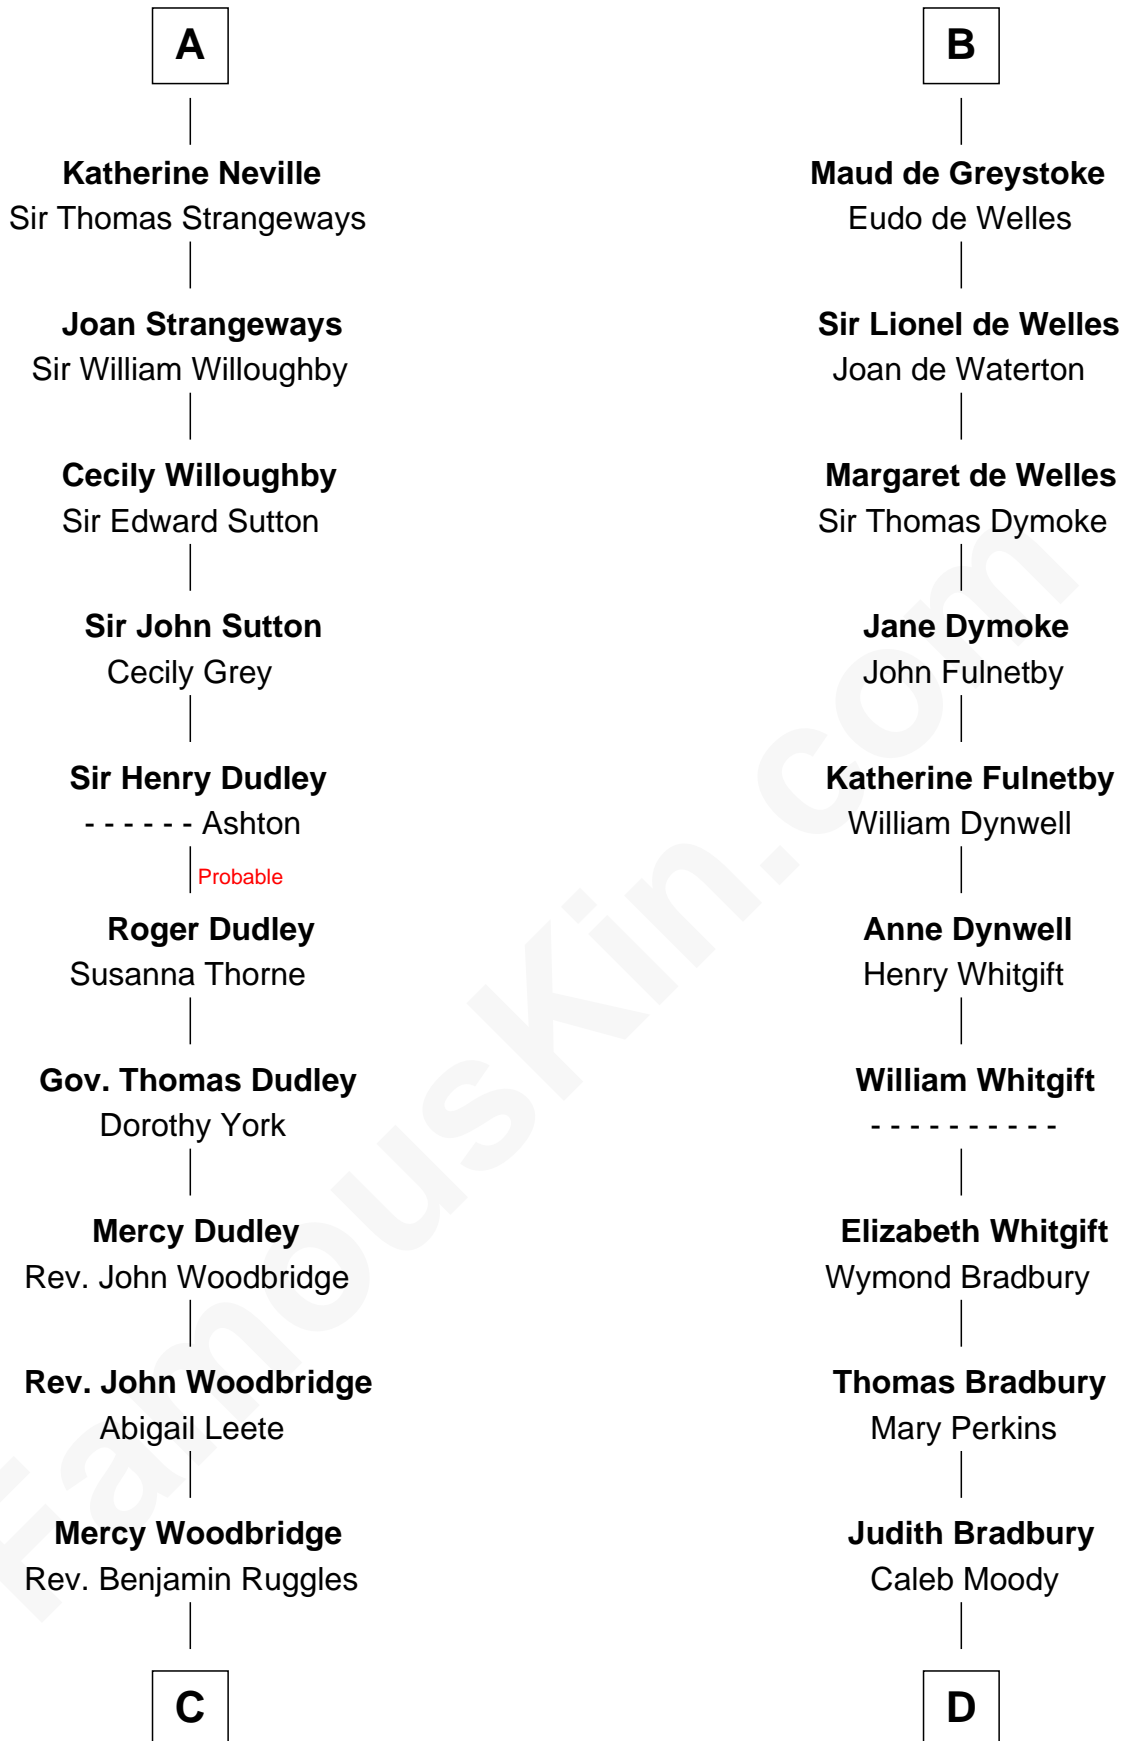 A
Katherine Neville
Sir Thomas Strangeways
Joan Strangeways
Sir William Willoughby
Cecily Willoughby
Sir Edward Sutton
Sir John Sutton
Cecily Grey
Sir Henry Dudley
- - - - - - Ashton
Probable
Roger Dudley
Susanna Thorne
Gov. Thomas Dudley
Dorothy York
Mercy Dudley
Rev. John Woodbridge
Rev. John Woodbridge
Abigail Leete
Mercy Woodbridge
Rev. Benjamin Ruggles
C
B
Maud de Greystoke
Eudo de Welles
Sir Lionel de Welles
Joan de Waterton
Margaret de Welles
Sir Thomas Dymoke
Jane Dymoke
John Fulnetby
Katherine Fulnetby
William Dynwell
Anne Dynwell
Henry Whitgift
William Whitgift
- - - - - - - - - -
Elizabeth Whitgift
Wymond Bradbury
Thomas Bradbury
Mary Perkins
Judith Bradbury
Caleb Moody
D
FamousKin.com